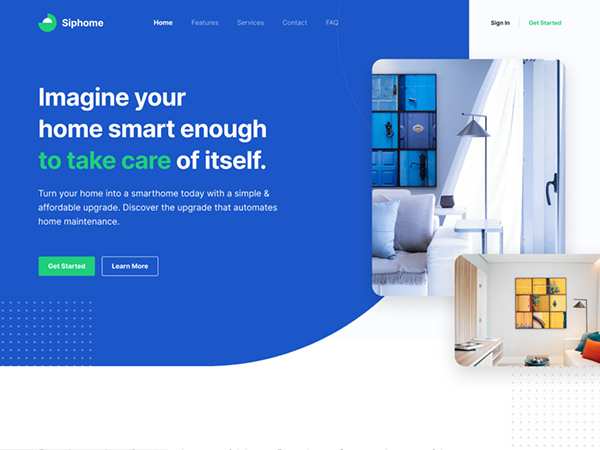 Siphome
Home
Features
Services
Contact
FAQ
Sign In
Get Started
Imagine your
home smart enough
to take care of itself.
Turn your home into a smarthome today with a simple &
affordable upgrade. Discover the upgrade that automates
home maintenance.
Get Started
Learn More